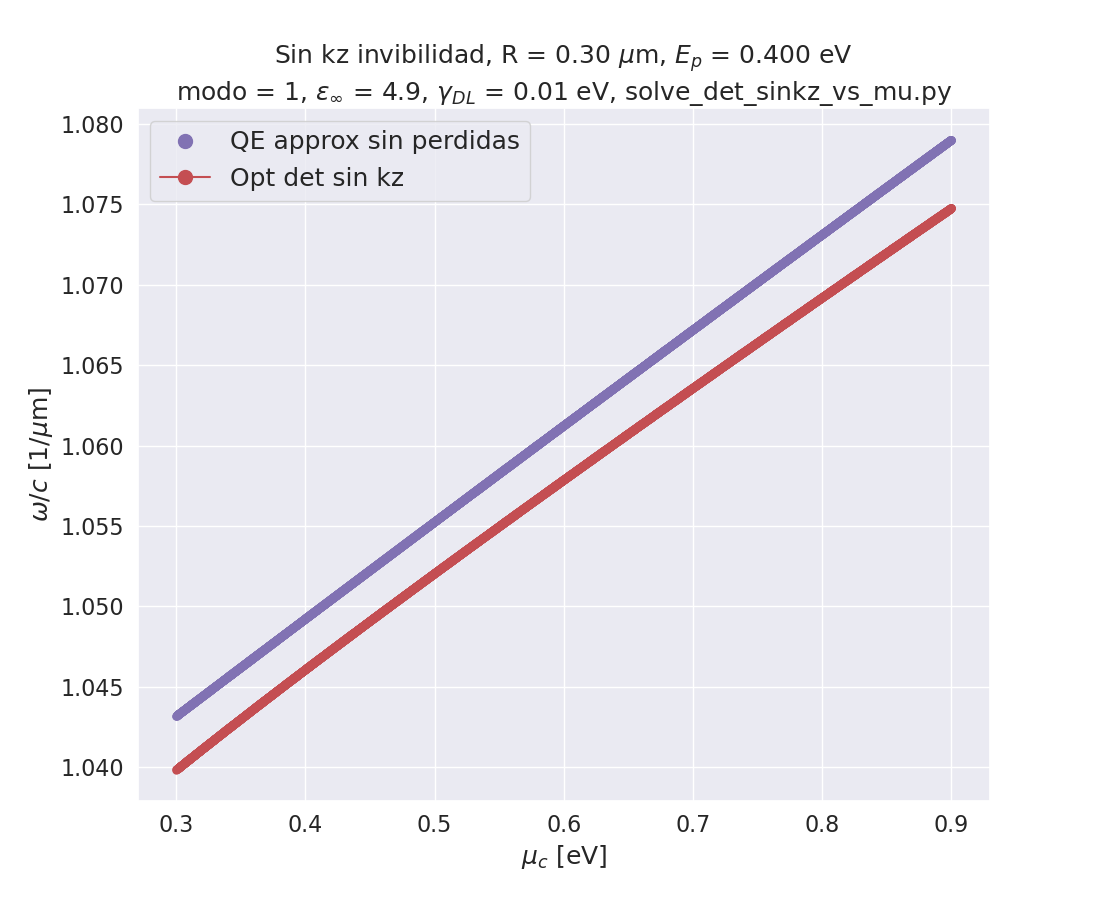 Sin kz invibilidad, R = 0.30 μm, E_p = 0.400 eV
modo = 1, ε_∞ = 4.9, γ_DL = 0.01 eV, solve_det_sinkz_vs_mu.py
QE approx sin perdidas
Opt det sin kz
1.080
1.075
1.070
1.065
1.060
1.055
1.050
1.045
1.040
ω/c [1/μm]
0.3 0.4 0.5 0.6 0.7 0.8 0.9
μ_c [eV]